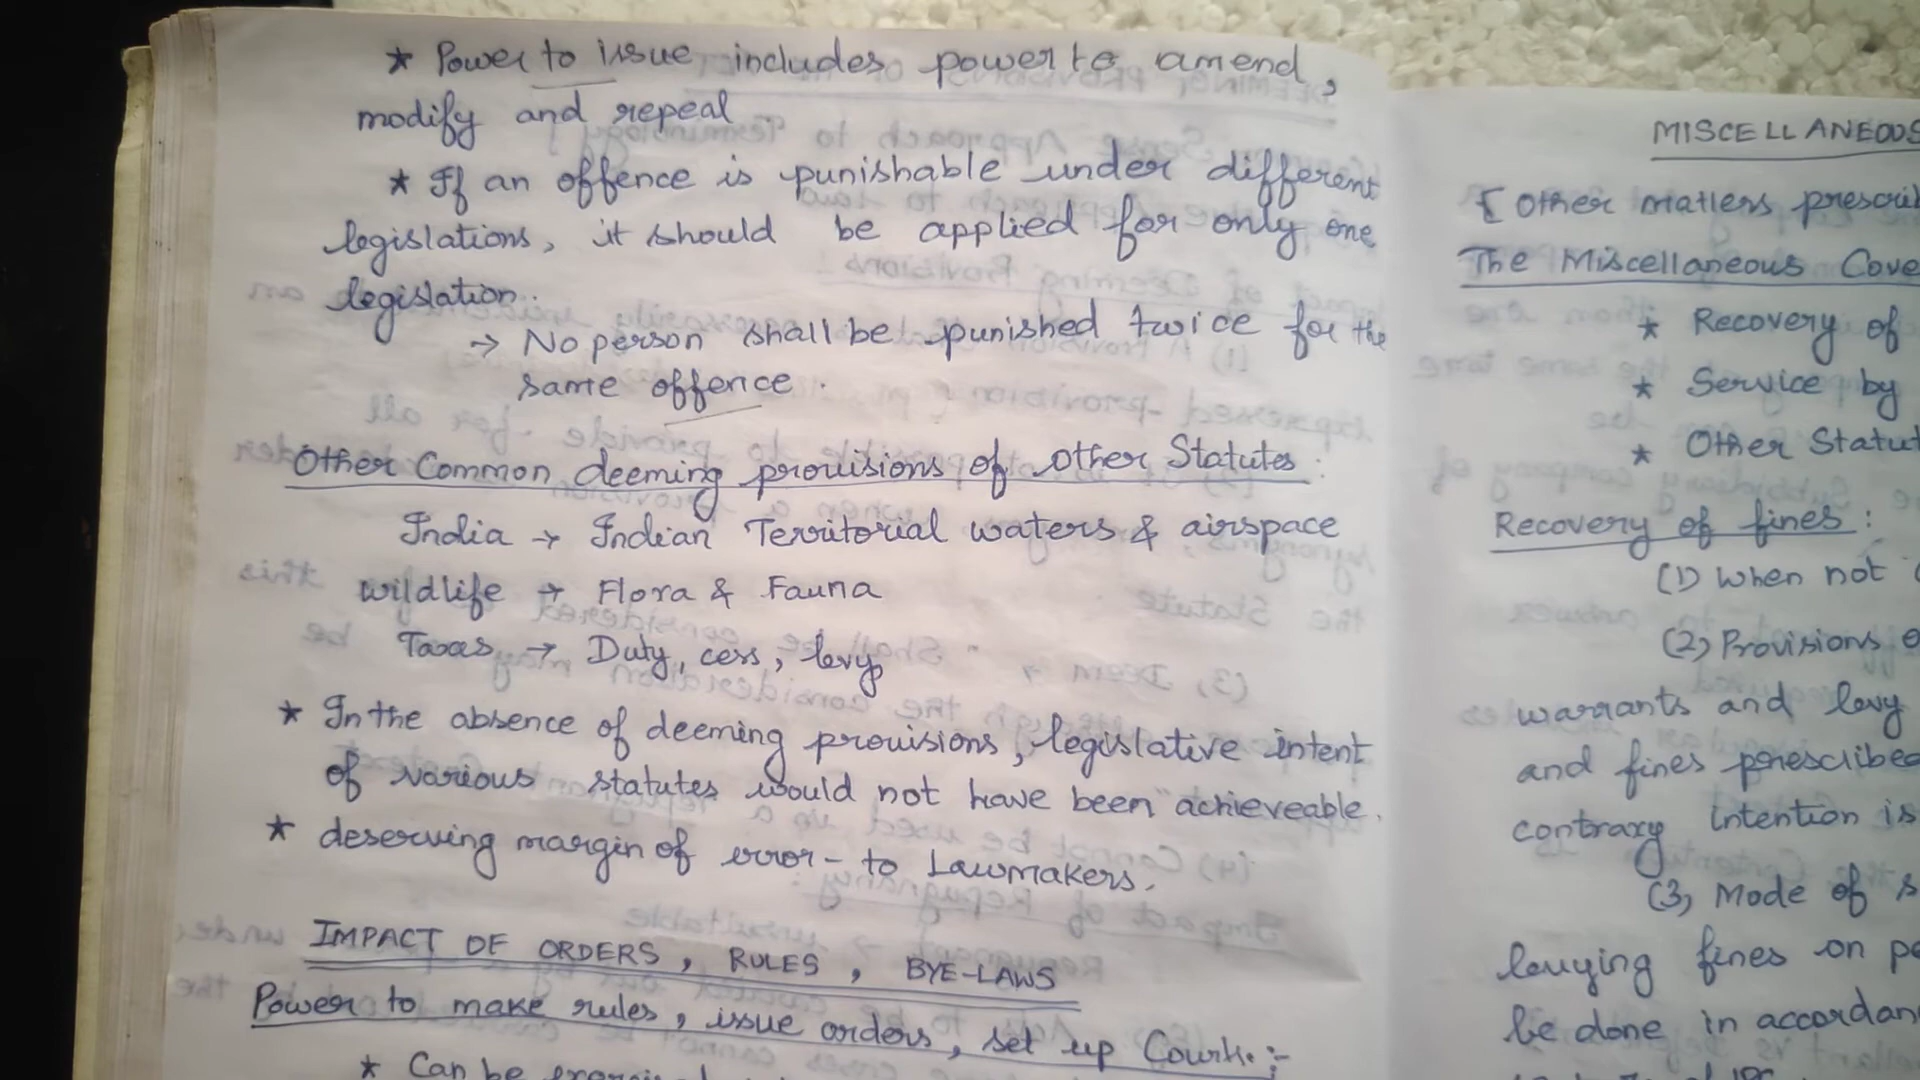 ★ Power to issue includes power to amend,
modify and repeal
★ If an offence is punishable under different
legislations, it should be applied for only one
legislation.
→ No person shall be punished twice for the
same offence.
Other Common deeming provisions of other Statutes:
India → Indian Territorial waters & airspace
wildlife → Flora & Fauna
Taxas → Duty, cess, levy
★ In the absence of deeming provisions, legislative intent
of various statutes would not have been achieveable.
★ deserving margin of error - to Lawmakers.
IMPACT OF ORDERS, RULES, BYE-LAWS
Power to make rules, issue orders, set up Courts:-
★ Can be
MISCELLANEOUS
[Other matters
The Miscellaneous
★ Recovery of
★ Service by
★ Other
Recovery of fines:
(1) When not
(2) Provisions
warrants and levy
and fines prescribed
contrary intention is
(3) Mode of
levying fines on
be done in